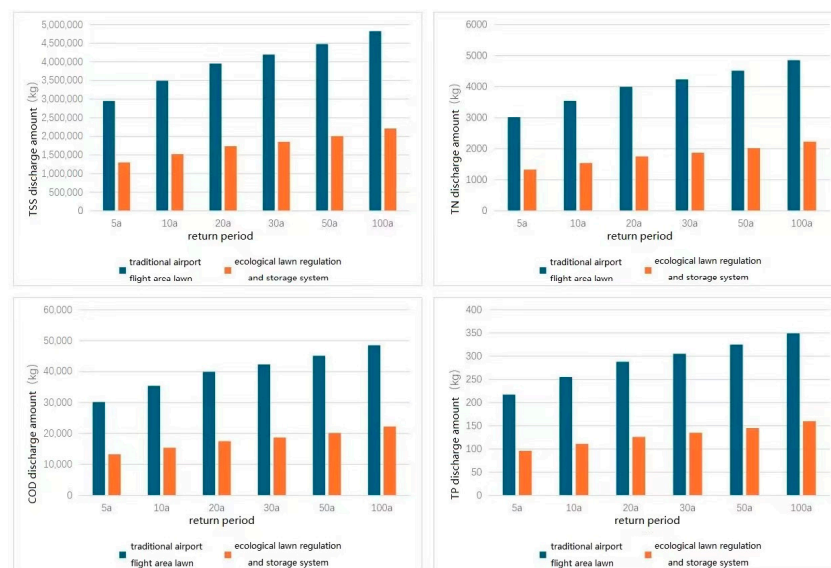 5,000,000
4,500,000
4,000,000
3,500,000
3,000,000
2,500,000
2,000,000
1,500,000
1,000,000
500,000
0
TSS discharge amount (kg)
5a 10a 20a 30a 50a 100a
return period
traditional airport ecological lawn regulation
flight area lawn and storage system
6000
5000
4000
3000
2000
1000
0
TN discharge amount (kg)
5a 10a 20a 30a 50a 100a
return period
traditional airport ecological lawn regulation
flight area lawn and storage system
60,000
50,000
40,000
30,000
20,000
10,000
0
COD discharge amount (kg)
5a 10a 20a 30a 50a 100a
return period
traditional airport ecological lawn regulation
flight area lawn and storage system
400
350
300
250
200
150
100
50
0
TP discharge amount (kg)
5a 10a 20a 30a 50a 100a
return period
traditional airport ecological lawn regulation
flight area lawn and storage system